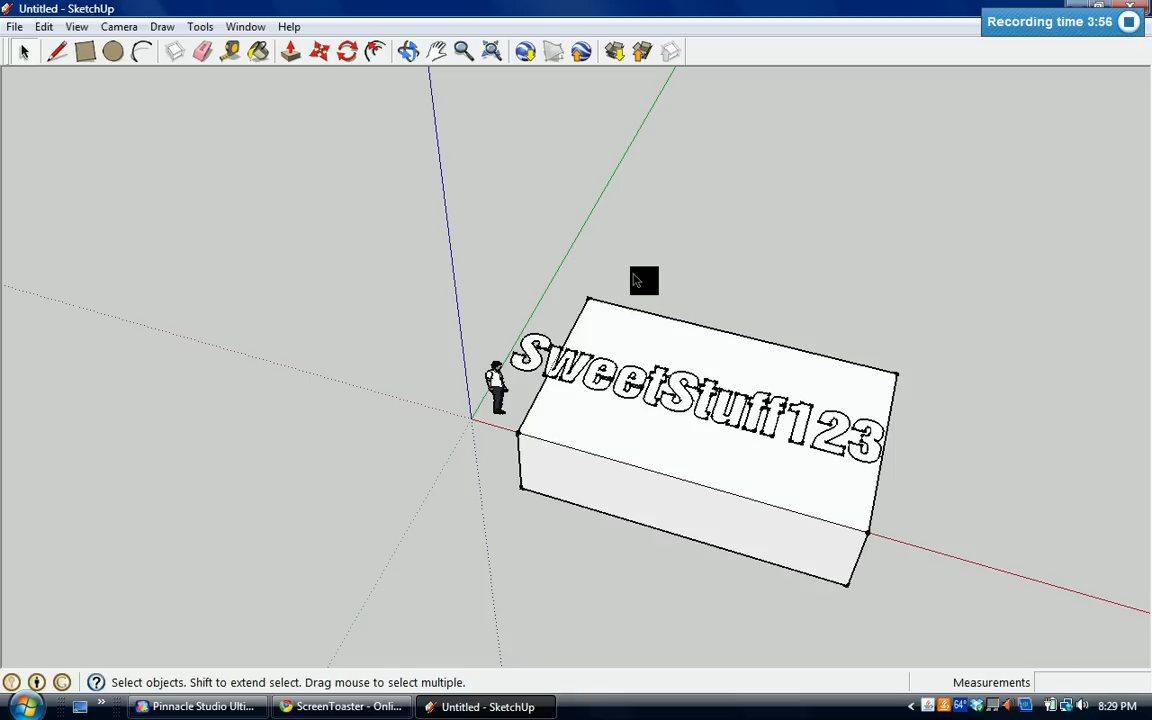 Untitled - SketchUp
Recording time 3:56
File Edit View Camera Draw Tools Window Help
SweetStuff123
Select objects. Shift to extend select. Drag mouse to select multiple.
Measurements
Pinnacle Studio Ulti...
ScreenToaster - Onli...
Untitled - SketchUp
64°
8:29 PM